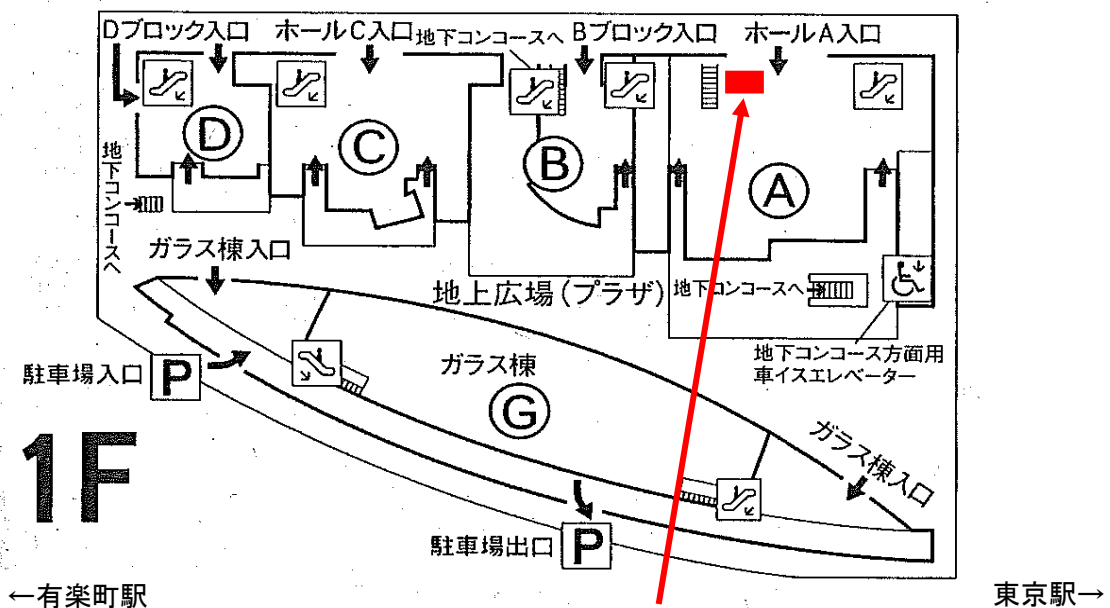 Dブロック入口
ホールC入口
地下コンコースへ
Bブロック入口
ホールA入口
D
C
B
A
地下コンコースへ
ガラス棟入口
地上広場(プラザ)
地下コンコースへ
地下コンコース方面用
車イスエレベーター
駐車場入口
P
ガラス棟
G
ガラス棟入口
1F
駐車場出口
P
←有楽町駅
東京駅→